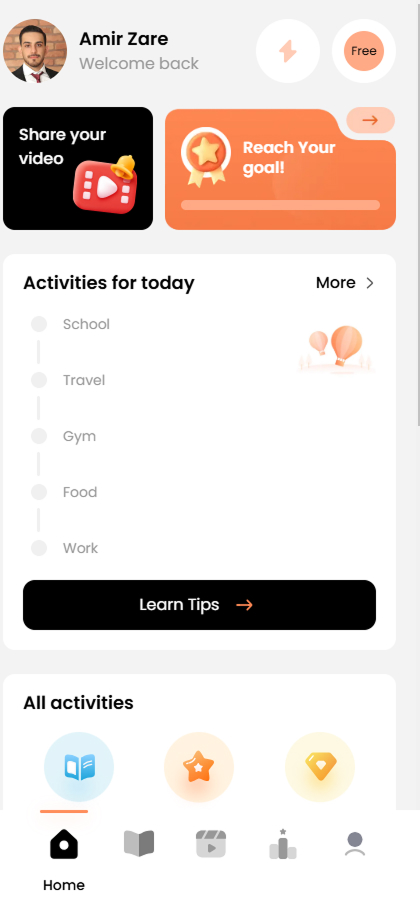 Amir Zare
Welcome back
Free
Share your
video
Reach Your
goal!
Activities for today
More
School
Travel
Gym
Food
Work
Learn Tips
All activities
Home